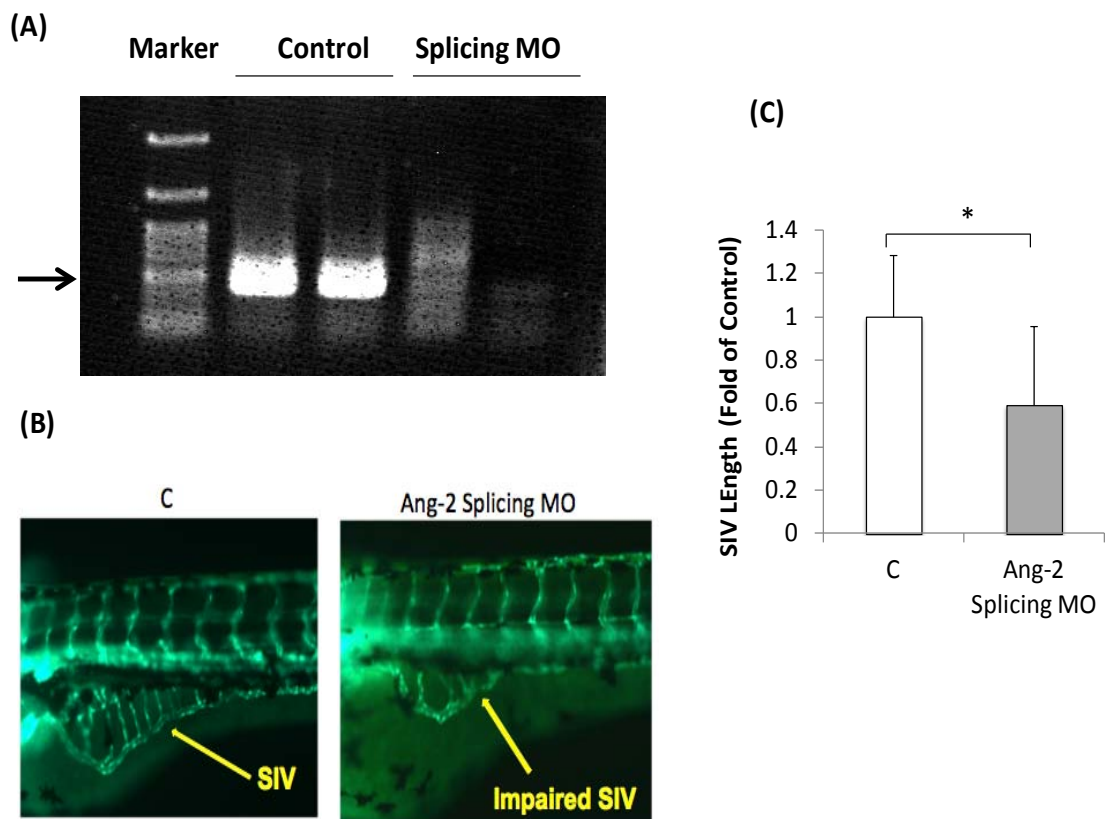 (A)
Marker Control Splicing MO
(B)
C Ang-2 Splicing MO
SIV
Impaired SIV
(C)
*
SIV LEngth (Fold of Control)
1.4
1.2
1
0.8
0.6
0.4
0.2
0
C Ang-2
Splicing MO